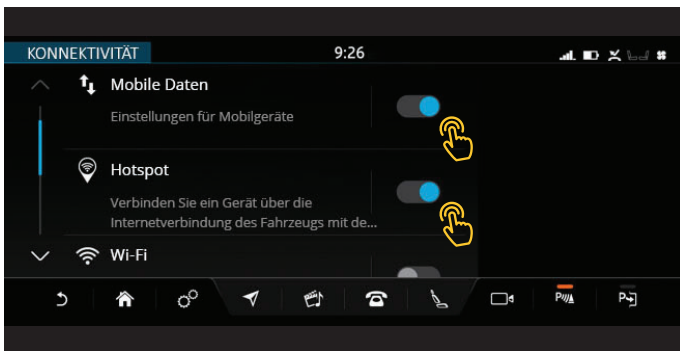 KONNEKTIVITÄT
9:26
Mobile Daten
Einstellungen für Mobilgeräte
Hotspot
Verbinden Sie ein Gerät über die
Internetverbindung des Fahrzeugs mit de...
Wi-Fi
P
P